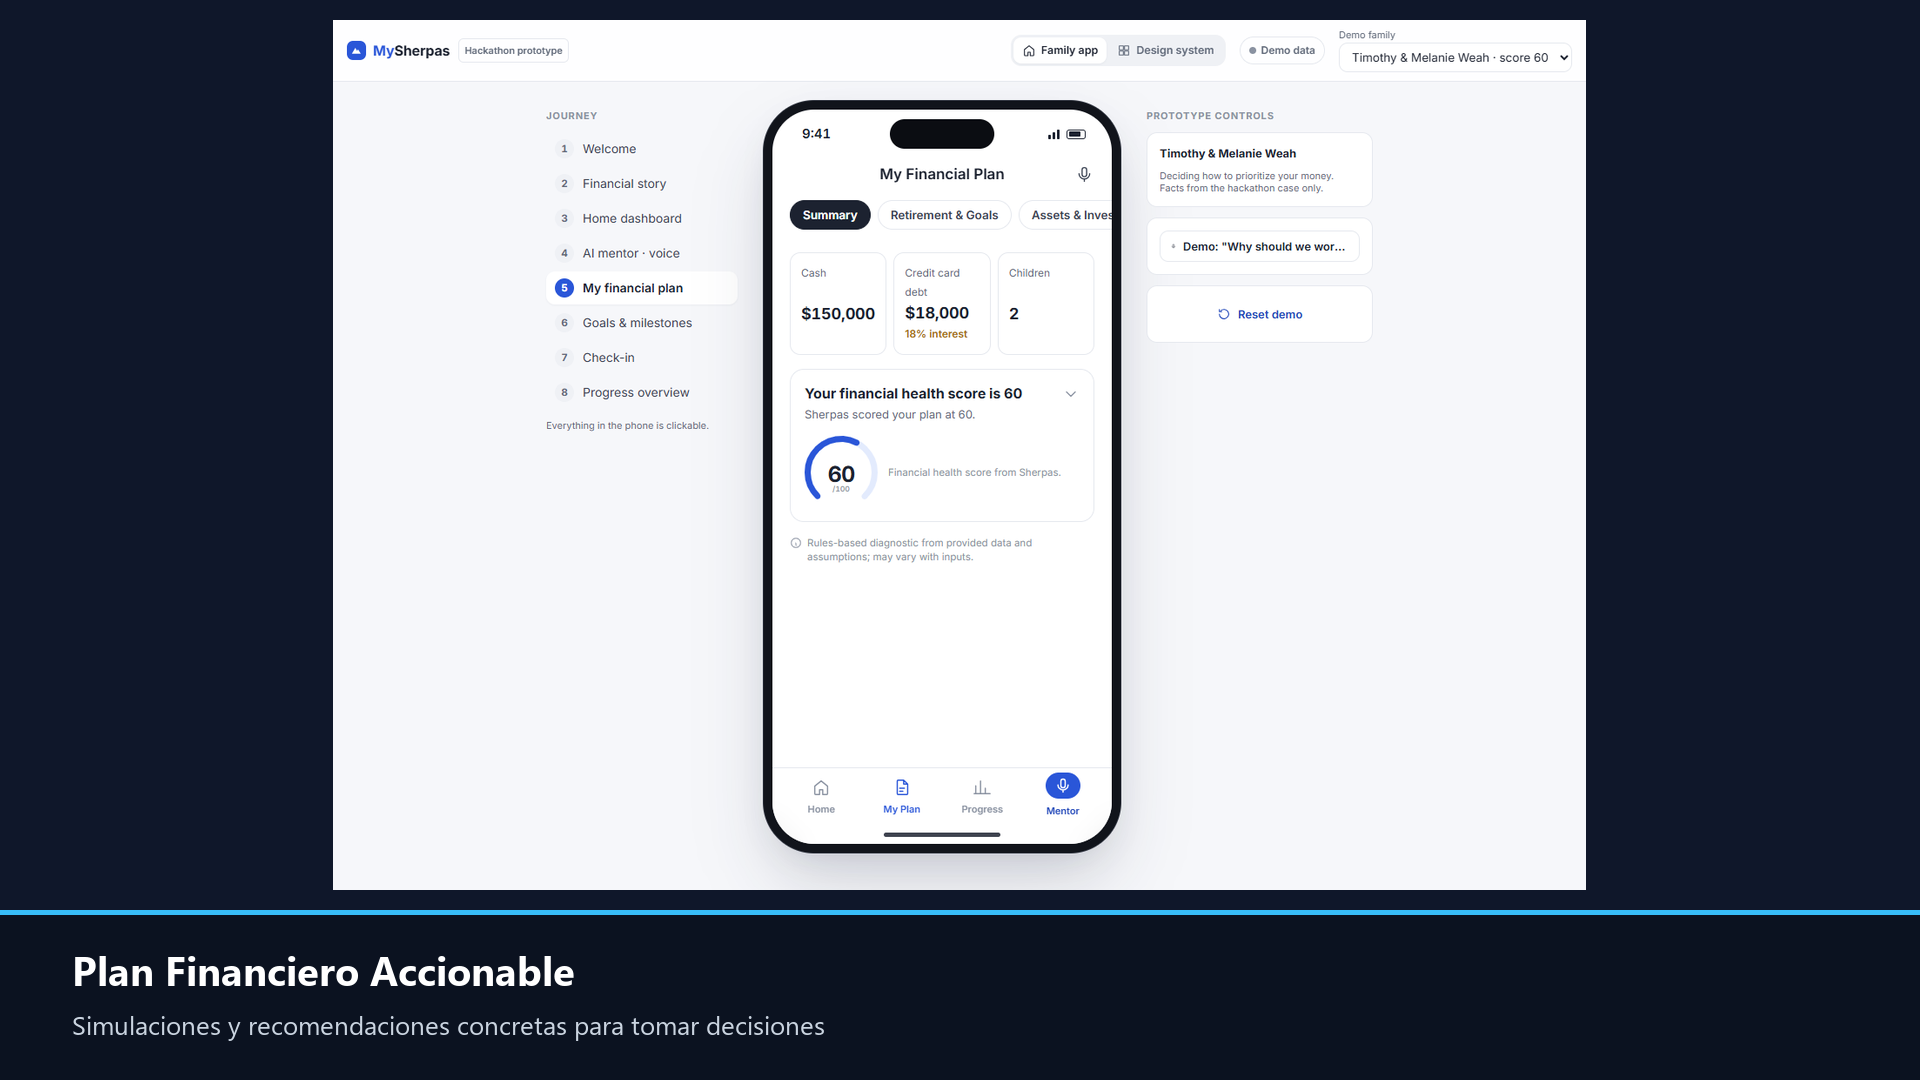 MySherpas
Hackathon prototype
Family app
Design system
Demo data
Demo family
Timothy & Melanie Weah · score 60
JOURNEY
1 Welcome
2 Financial story
3 Home dashboard
4 AI mentor · voice
5 My financial plan
6 Goals & milestones
7 Check-in
8 Progress overview
Everything in the phone is clickable.
9:41
My Financial Plan
Summary
Retirement & Goals
Assets & Inves
Cash
$150,000
Credit card
debt
$18,000
18% interest
Children
2
Your financial health score is 60
Sherpas scored your plan at 60.
60
/100
Financial health score from Sherpas.
Rules-based diagnostic from provided data and
assumptions; may vary with inputs.
Home
My Plan
Progress
Mentor
PROTOTYPE CONTROLS
Timothy & Melanie Weah
Deciding how to prioritize your money.
Facts from the hackathon case only.
Demo: "Why should we wor...
Reset demo
Plan Financiero Accionable
Simulaciones y recomendaciones concretas para tomar decisiones